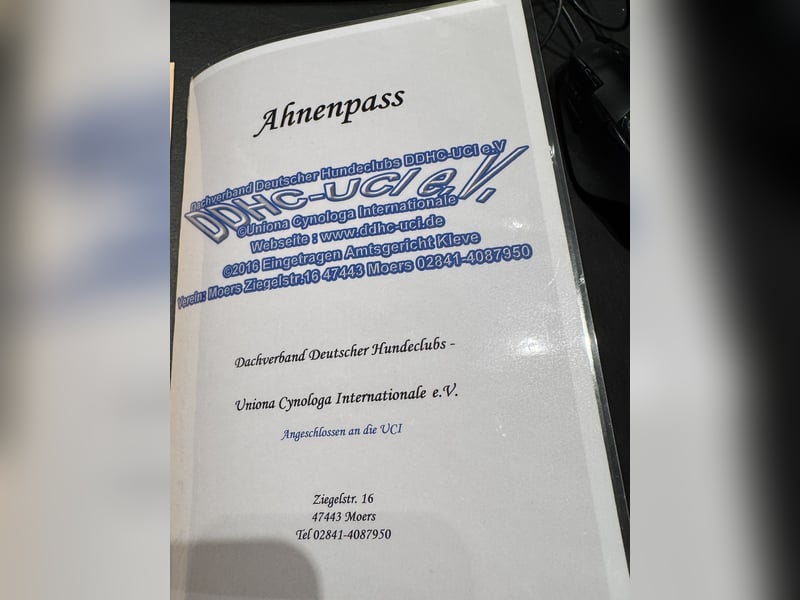 Ahnenpass
Dachverband Deutscher Hundeclubs DDHC-UCI e.V
DDHC-UCI e.V.
©Uniona Cynologa Internationale
Webseite : www.ddhc-uci.de
©2016 Eingetragen Amtsgericht Kleve
Verein: Moers Ziegelstr.16 47443 Moers 02841-4087950
Dachverband Deutscher Hundeclubs -
Uniona Cynologa Internationale e.V.
Angeschlossen an die UCI
Ziegelstr. 16
47443 Moers
Tel 02841-4087950